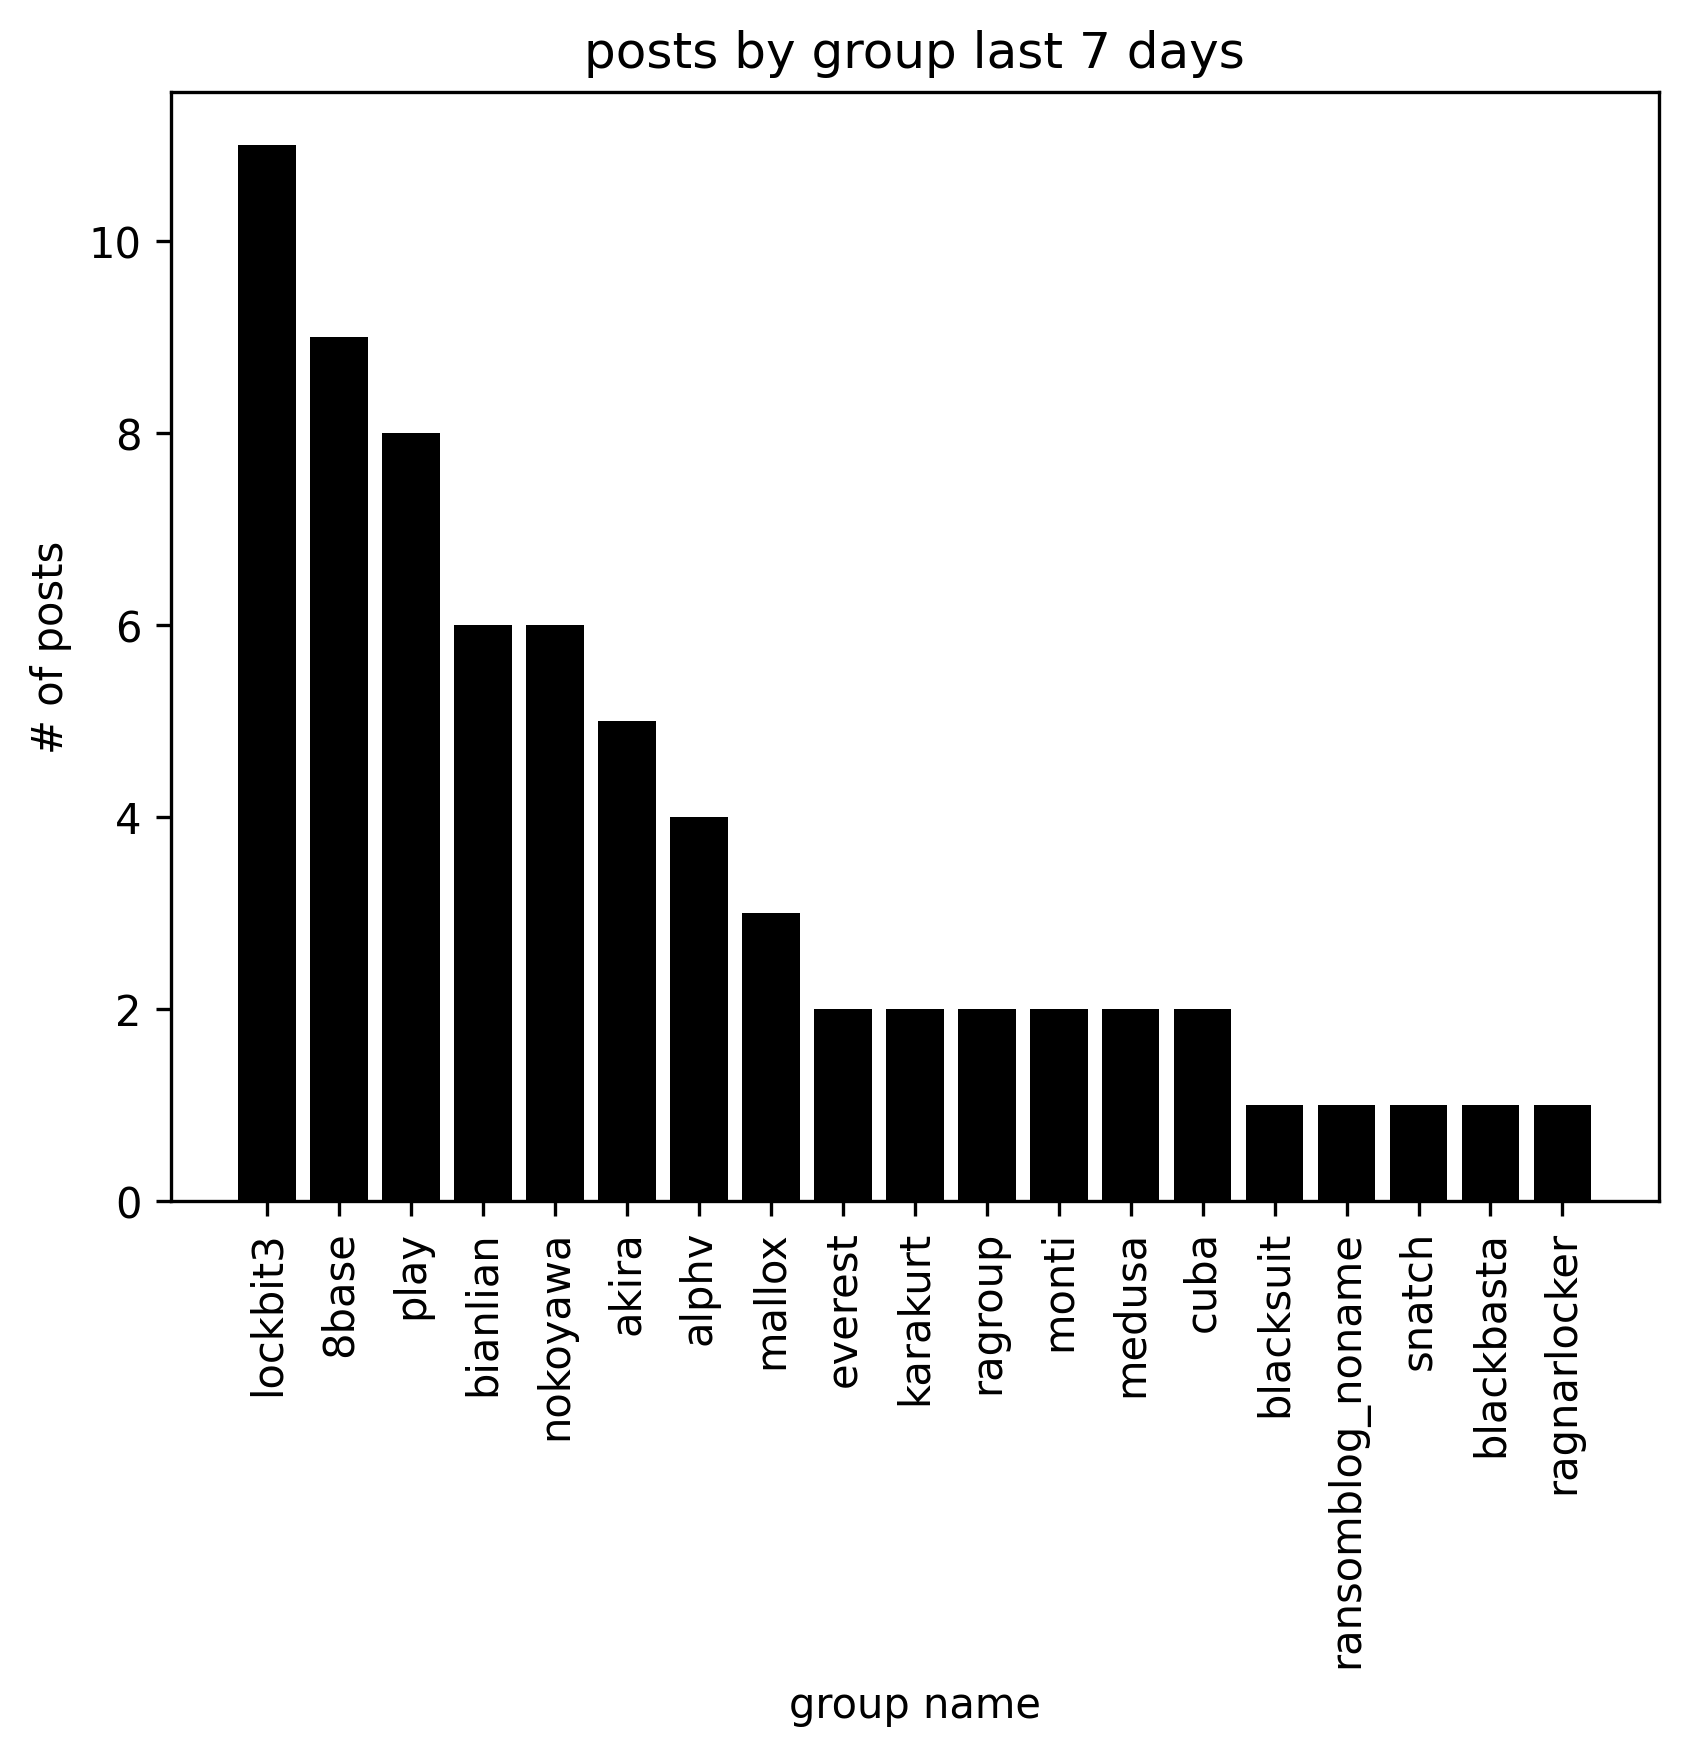 posts by group last 7 days
# of posts
10
8
6
4
2
0
lockbit3
8base
play
bianlian
nokoyawa
akira
alphv
mallox
everest
karakurt
ragroup
monti
medusa
cuba
blacksuit
ransomblog_noname
snatch
blackbasta
ragnarlocker
group name